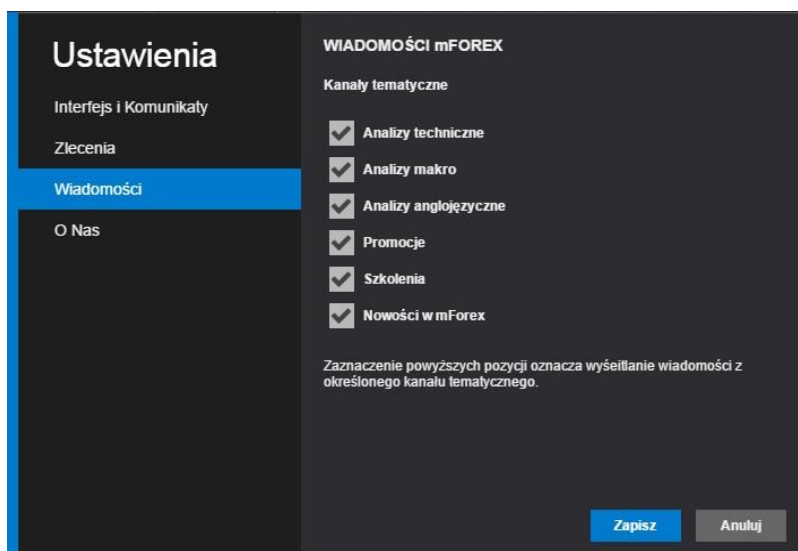 Ustawienia
Interfejs i Komunikaty
Zlecenia
Wiadomości
O Nas
WIADOMOŚCI mFOREX
Kanały tematyczne
Analizy techniczne
Analizy makro
Analizy anglojęzyczne
Promocje
Szkolenia
Nowości w mForex
Zaznaczenie powyższych pozycji oznacza wyśeitlanie wiadomości z
określonego kanału tematycznego.
Zapisz
Anuluj